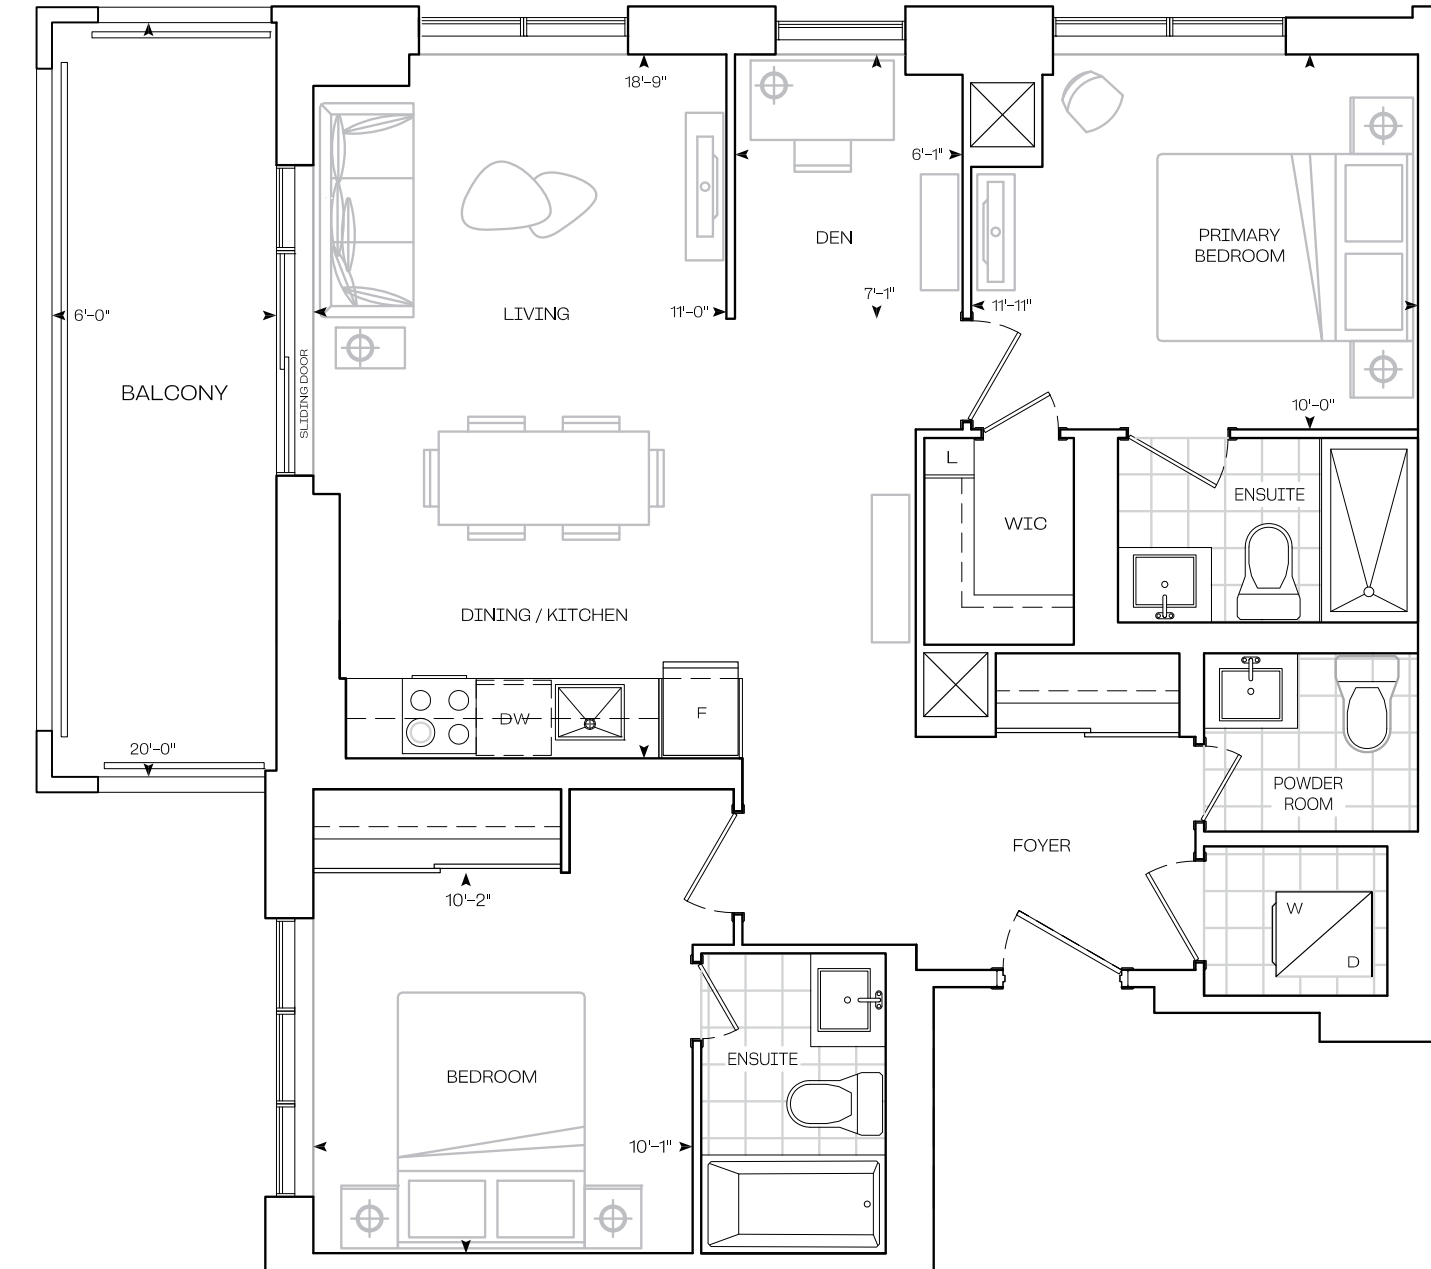 18'-9"
6'-1"
DEN
PRIMARY
BEDROOM
7'-1"
11'-11"
6'-0"
LIVING
11'-0"
SLIDING DOOR
BALCONY
10'-0"
L
WIC
ENSUITE
DINING / KITCHEN
DW
F
20'-0"
POWDER
ROOM
FOYER
10'-2"
W
D
ENSUITE
BEDROOM
10'-1"